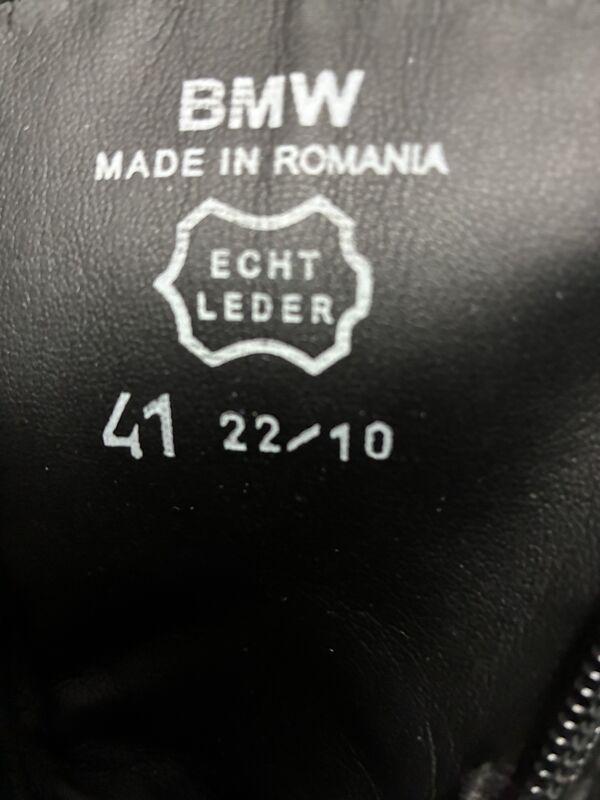 BMW
MADE IN ROMANIA
ECHT
LEDER
41 22/10